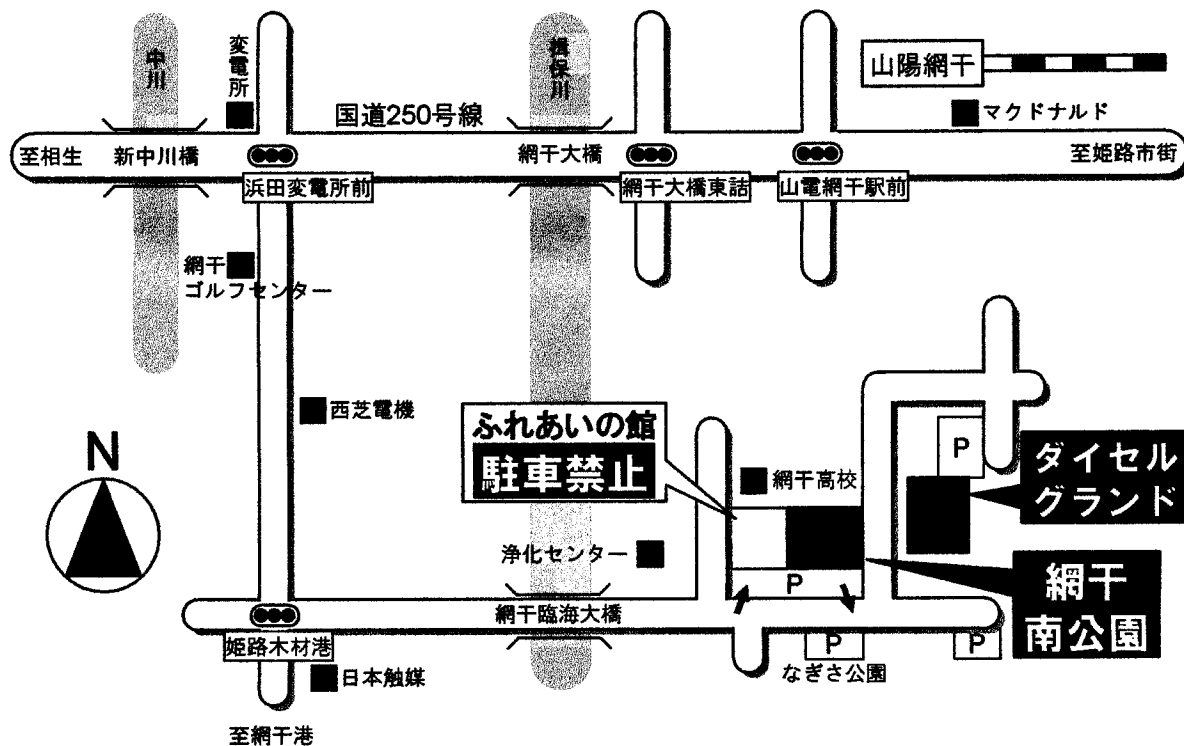 中川
変電所
揖保川
山陽網干
国道250号線
マクドナルド
至相生
新中川橋
網干大橋
至姫路市街
浜田変電所前
網干大橋東詰
山電網干駅前
網干
ゴルフセンター
西芝電機
ふれあいの館
駐車禁止
網干高校
P
ダイセル
グランド
N
浄化センター
P
網干
南公園
網干臨海大橋
姫路木材港
P
P
なぎさ公園
日本触媒
至網干港